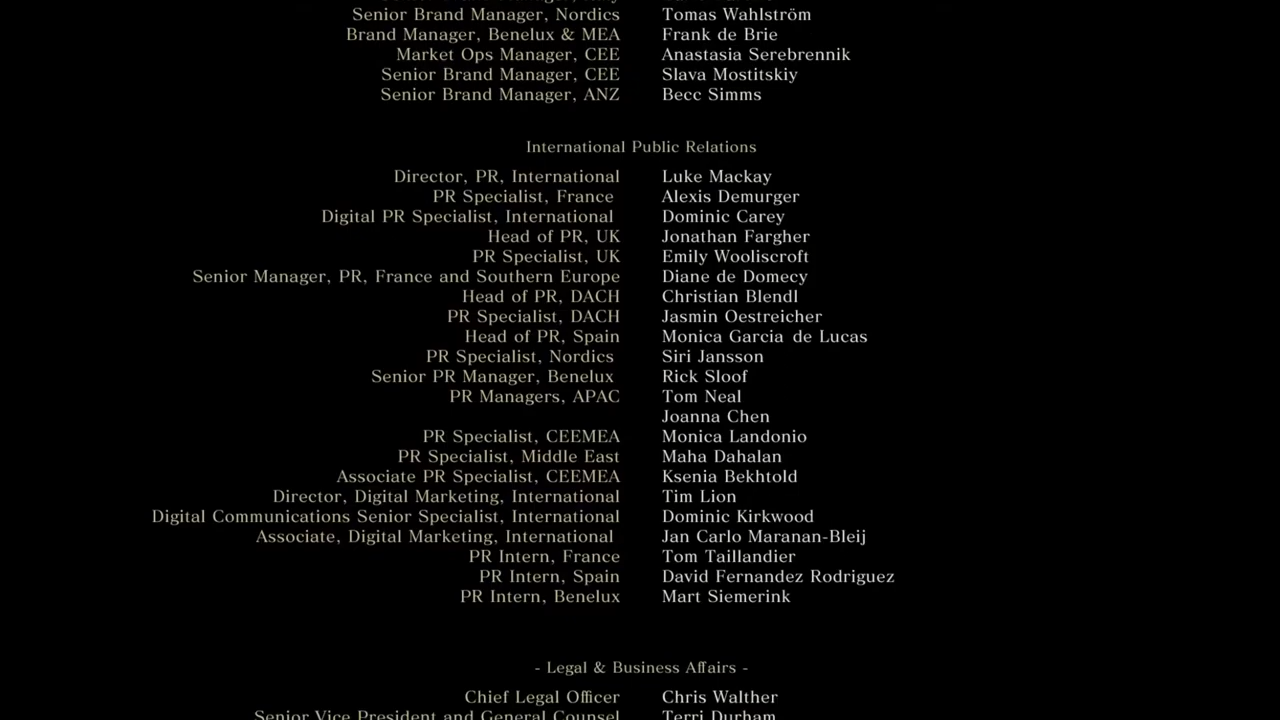 Senior Brand Manager, Nordics Tomas Wahlström
Brand Manager, Benelux & MEA Frank de Brie
Market Ops Manager, CEE Anastasia Serebrennik
Senior Brand Manager, CEE Slava Mostitskiy
Senior Brand Manager, ANZ Becc Simms
International Public Relations
Director, PR, International Luke Mackay
PR Specialist, France Alexis Demurger
Digital PR Specialist, International Dominic Carey
Head of PR, UK Jonathan Fargher
PR Specialist, UK Emily Wooliscroft
Senior Manager, PR, France and Southern Europe Diane de Domecy
Head of PR, DACH Christian Blendl
PR Specialist, DACH Jasmin Oestreicher
Head of PR, Spain Monica Garcia de Lucas
PR Specialist, Nordics Siri Jansson
Senior PR Manager, Benelux Rick Sloof
PR Managers, APAC Tom Neal
Joanna Chen
PR Specialist, CEEMEA Monica Landonio
PR Specialist, Middle East Maha Dahalan
Associate PR Specialist, CEEMEA Ksenia Bekhtold
Director, Digital Marketing, International Tim Lion
Digital Communications Senior Specialist, International Dominic Kirkwood
Associate, Digital Marketing, International Jan Carlo Maranan-Bleij
PR Intern, France Tom Taillandier
PR Intern, Spain David Fernandez Rodriguez
PR Intern, Benelux Mart Siemerink
- Legal & Business Affairs -
Chief Legal Officer Chris Walther
Senior Vice President and General Counsel Terri Durham